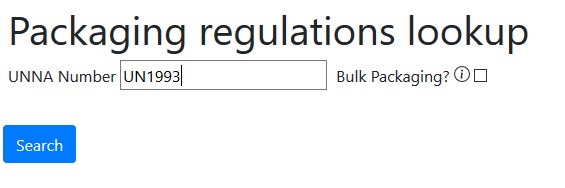 Packaging regulations lookup
UNNA Number UN1993 Bulk Packaging?
Search